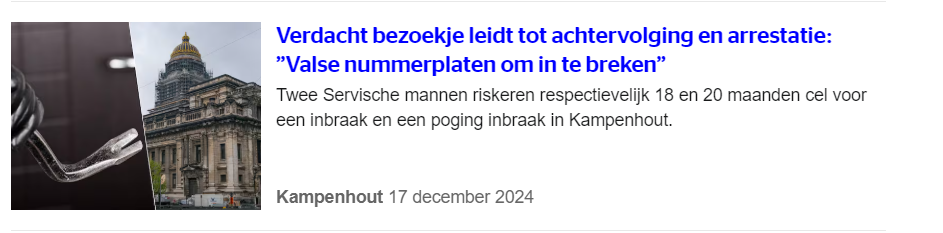 Verdacht bezoekje leidt tot achtervolging en arrestatie:
”Valse nummerplaten om in te breken”
Twee Servische mannen riskeren respectievelijk 18 en 20 maanden cel voor
een inbraak en een poging inbraak in Kampenhout.
Kampenhout 17 december 2024